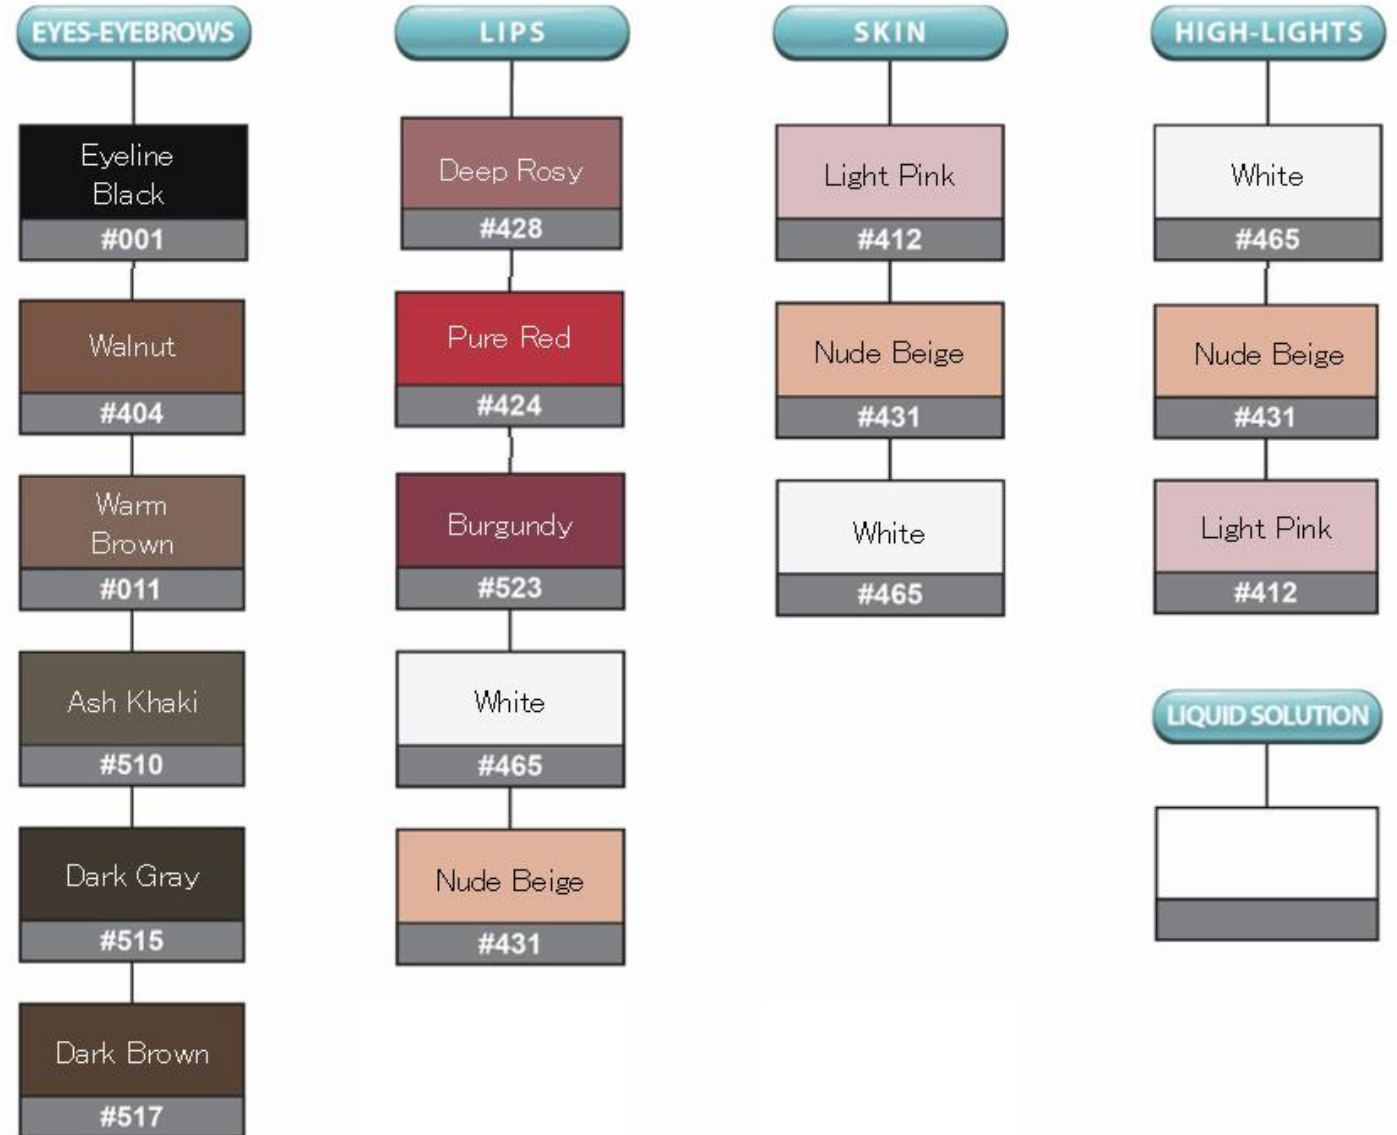 EYES-EYEBROWS
Eyeline
Black
#001
Walnut
#404
Warm
Brown
#011
Ash Khaki
#510
Dark Gray
#515
Dark Brown
#517
LIPS
Deep Rosy
#428
Pure Red
#424
Burgundy
#523
White
#465
Nude Beige
#431
SKIN
Light Pink
#412
Nude Beige
#431
White
#465
HIGH-LIGHTS
White
#465
Nude Beige
#431
Light Pink
#412
LIQUID SOLUTION